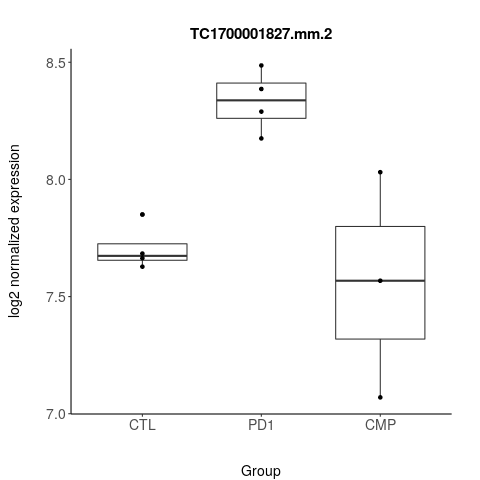 TC1700001827.mm.2
log2 normalized expression
8.5
8.0
7.5
7.0
CTL PD1 CMP
Group